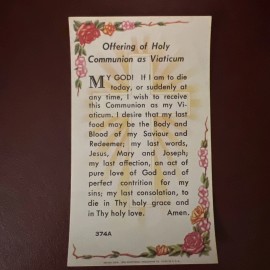 Offering of Holy
Communion as Viaticum
MY GOD! If I am to die
today, or suddenly at
any time, I wish to receive
this Communion as my Vi-
aticum. I desire that my last
food may be the Body and
Blood of my Saviour and
Redeemer; my last words,
Jesus, Mary and Joseph;
my last affection, an act of
pure love of God and of
perfect contrition for my
sins; my last consolation, to
die in Thy holy grace and
in Thy holy love. Amen.
374A